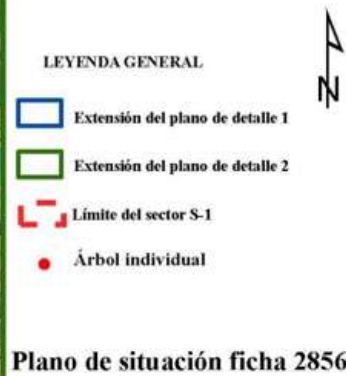 N
LEYENDA GENERAL
Extensión del plano de detalle 1
Extensión del plano de detalle 2
Límite del sector S-1
Árbol individual
Plano de situación ficha 2856